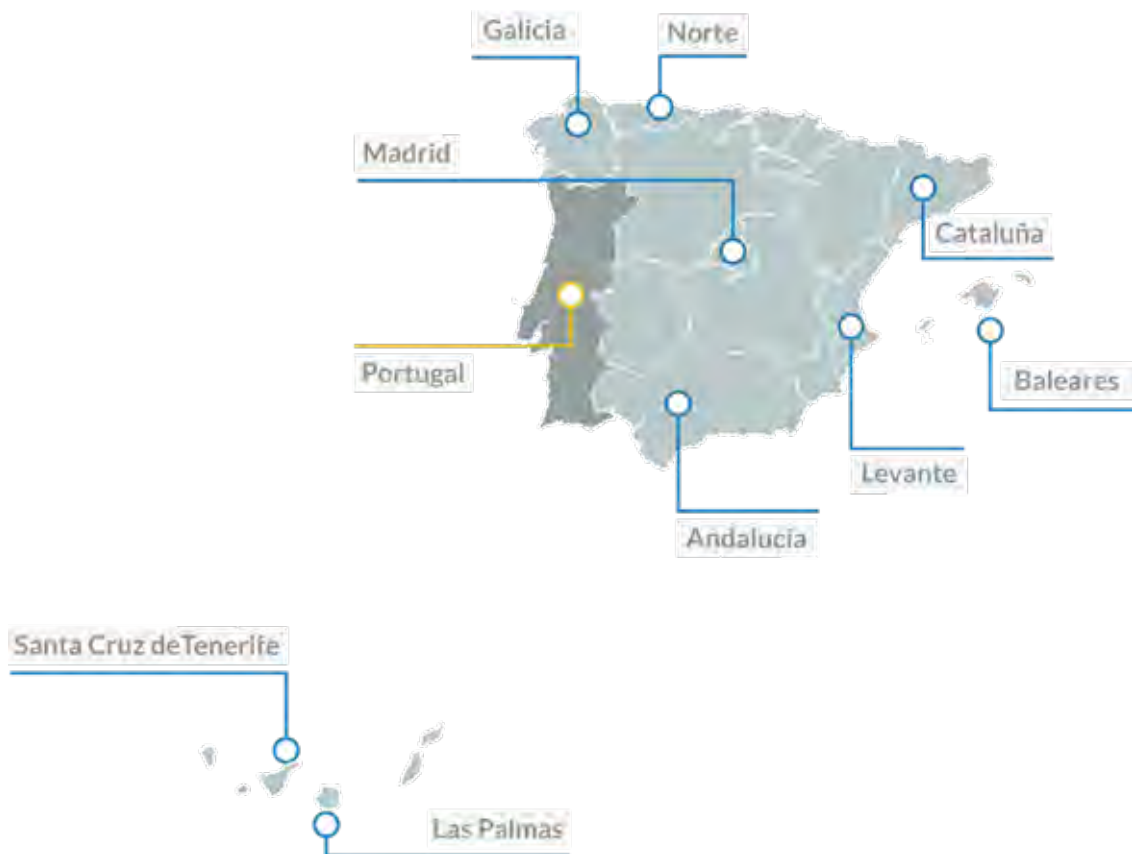 Galicia
Norte
Madrid
Cataluña
Portugal
Baleares
Levante
Andalucía
Santa Cruz deTenerife
Las Palmas